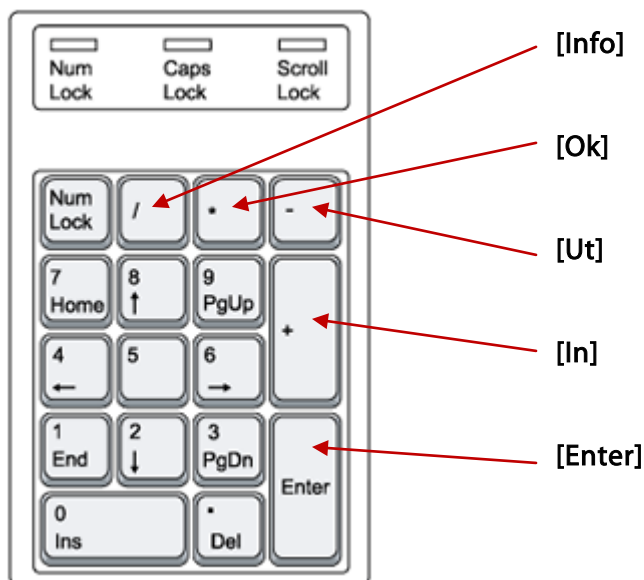 [Info]
[Ok]
[Ut]
[In]
[Enter]
Num Lock
Caps Lock
Scroll Lock
Num Lock
/
*
-
7 Home
8 ↑
9 PgUp
+
4 ←
5
6 →
1 End
2 ↓
3 PgDn
Enter
0 Ins
. Del